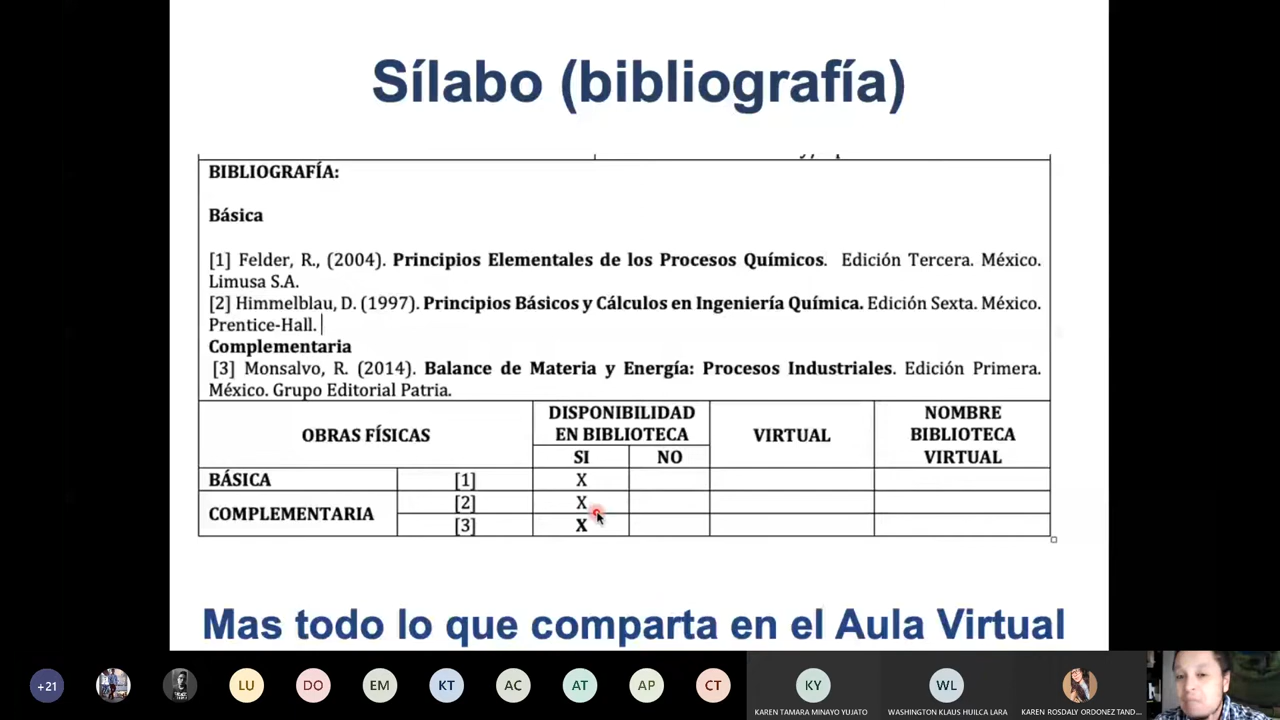 Sílabo (bibliografía)
BIBLIOGRAFÍA:
Básica
[1] Felder, R., (2004). Principios Elementales de los Procesos Químicos. Edición Tercera. México.
Limusa S.A.
[2] Himmelblau, D. (1997). Principios Básicos y Cálculos en Ingeniería Química. Edición Sexta. México.
Prentice-Hall.
Complementaria
[3] Monsalvo, R. (2014). Balance de Materia y Energía: Procesos Industriales. Edición Primera.
México. Grupo Editorial Patria.
OBRAS FÍSICAS
DISPONIBILIDAD
EN BIBLIOTECA
VIRTUAL
NOMBRE
BIBLIOTECA
VIRTUAL
SI NO
BÁSICA [1] X
COMPLEMENTARIA
[2] X
[3] X
Mas todo lo que comparta en el Aula Virtual
+21 LU DO EM KT AC AT AP CT KY WL
KAREN TAMARA MINAYO YUJATO WASHINGTON KLAUS HUILCA LARA KAREN ROSDALY ORDONEZ TAND...